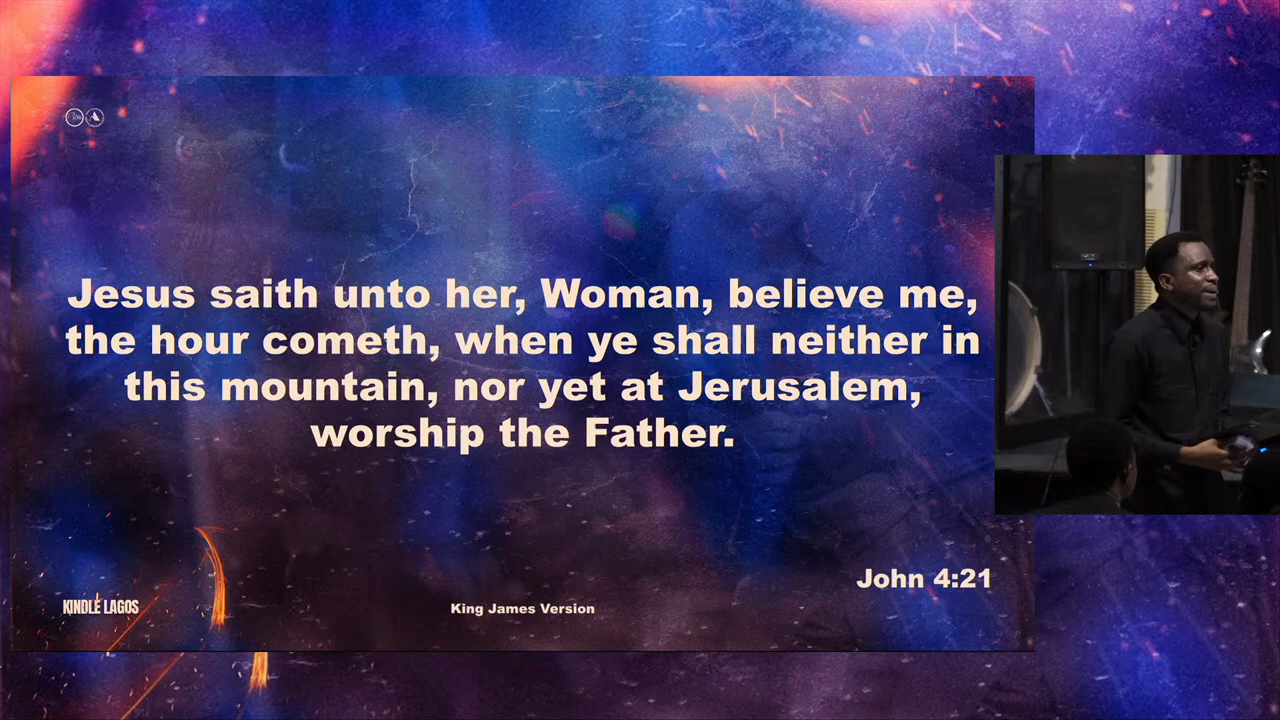 Jesus saith unto her, Woman, believe me,
the hour cometh, when ye shall neither in
this mountain, nor yet at Jerusalem,
worship the Father.
John 4:21
KINDLE LAGOS
King James Version